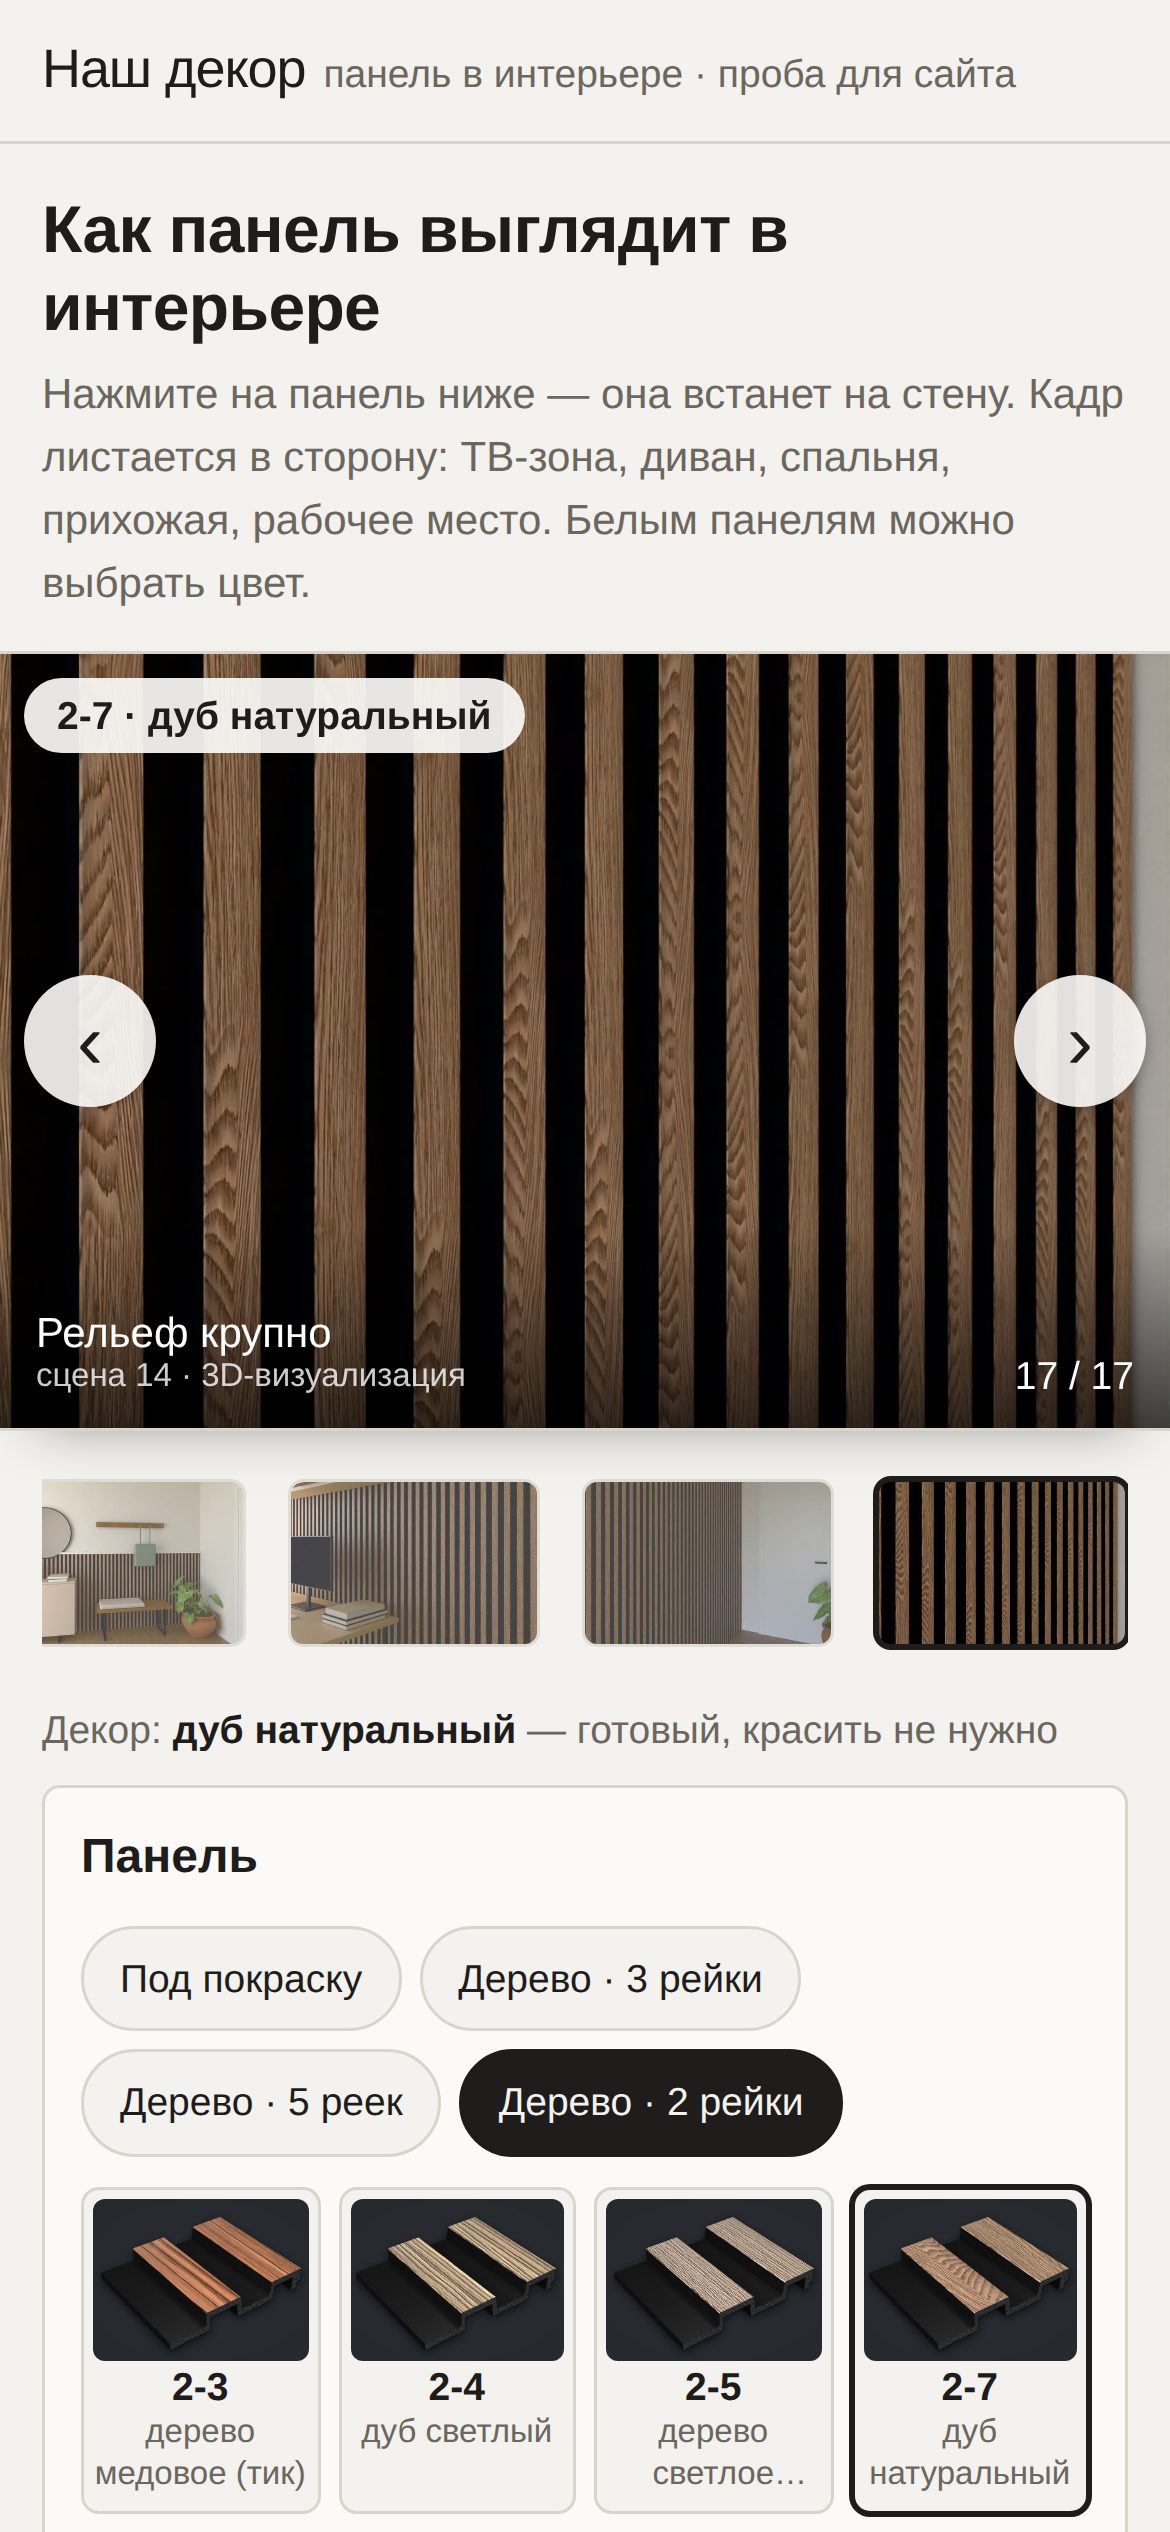 Наш декор панель в интерьере · проба для сайта
Как панель выглядит в
интерьере
Нажмите на панель ниже — она встанет на стену. Кадр
листается в сторону: ТВ-зона, диван, спальня,
прихожая, рабочее место. Белым панелям можно
выбрать цвет.
2-7 · дуб натуральный
‹
›
Рельеф крупно
сцена 14 · 3D-визуализация
17 / 17
Декор: дуб натуральный — готовый, красить не нужно
Панель
Под покраску
Дерево · 3 рейки
Дерево · 5 реек
Дерево · 2 рейки
2-3
дерево
медовое (тик)
2-4
дуб светлый
2-5
дерево
светлое…
2-7
дуб
натуральный